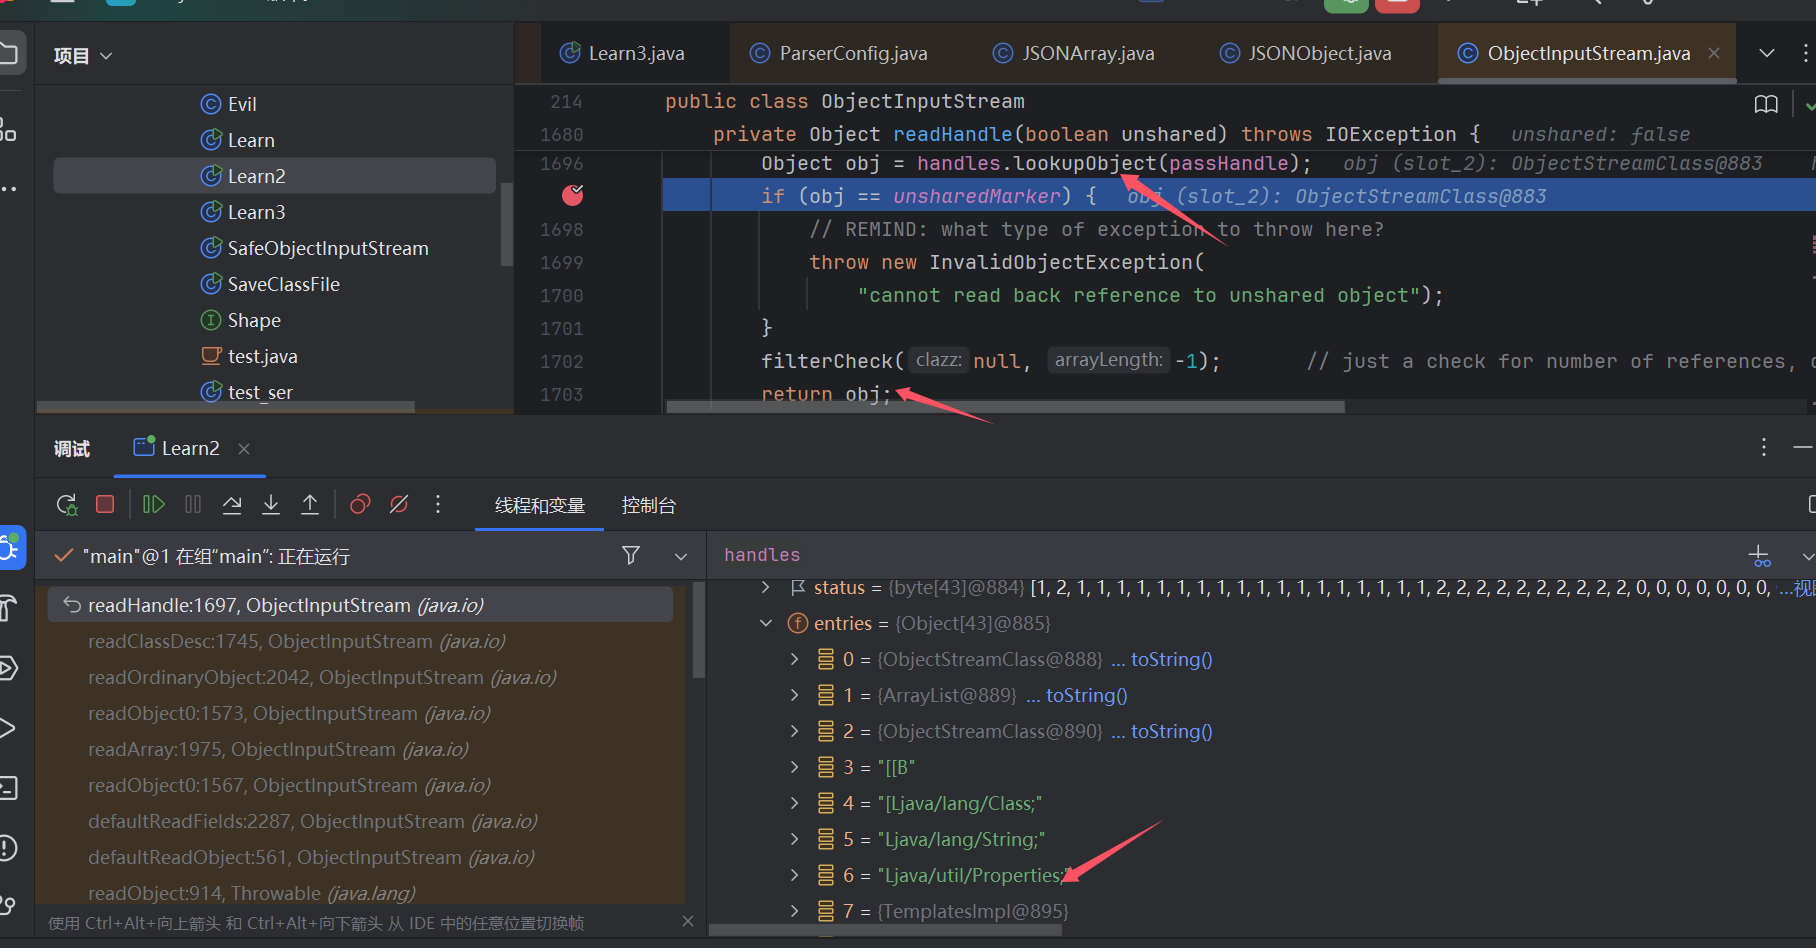 项目
Evil
Learn
Learn2
Learn3
SafeObjectInputStream
SaveClassFile
Shape
test.java
test_ser
Learn3.java ParserConfig.java JSONArray.java JSONObject.java ObjectInputStream.java
214 public class ObjectInputStream
1680 private Object readHandle(boolean unshared) throws IOException { unshared: false
1696 Object obj = handles.lookupObject(passHandle); obj (slot_2): ObjectStreamClass@883
if (obj == unsharedMarker) { obj (slot_2): ObjectStreamClass@883
1698 // REMIND: what type of exception to throw here?
1699 throw new InvalidObjectException(
1700 "cannot read back reference to unshared object");
1701 }
1702 filterCheck( clazz: null, arrayLength: -1); // just a check for number of references,
1703 return obj;
调试 Learn2
线程和变量 控制台
"main"@1 在组“main”: 正在运行
readHandle:1697, ObjectInputStream (java.io)
readClassDesc:1745, ObjectInputStream (java.io)
readOrdinaryObject:2042, ObjectInputStream (java.io)
readObject0:1573, ObjectInputStream (java.io)
readArray:1975, ObjectInputStream (java.io)
readObject0:1567, ObjectInputStream (java.io)
defaultReadFields:2287, ObjectInputStream (java.io)
defaultReadObject:561, ObjectInputStream (java.io)
readObject:914, Throwable (java.lang)
使用 Ctrl+Alt+向上箭头 和 Ctrl+Alt+向下箭头 从 IDE 中的任意位置切换帧
handles
status = {byte[43]@884} [1, 2, 1, 1, 1, 1, 1, 1, 1, 1, 1, 1, 1, 1, 1, 1, 1, 1, 1, 1, 2, 2, 2, 2, 2, 2, 2, 2, 2, 2, 0, 0, 0, 0, 0, 0, 0, ...视
entries = {Object[43]@885}
0 = {ObjectStreamClass@888} ... toString()
1 = {ArrayList@889} ... toString()
2 = {ObjectStreamClass@890} ... toString()
3 = "[[B"
4 = "[Ljava/lang/Class;"
5 = "Ljava/lang/String;"
6 = "Ljava/util/Properties;"
7 = {TemplatesImpl@895}